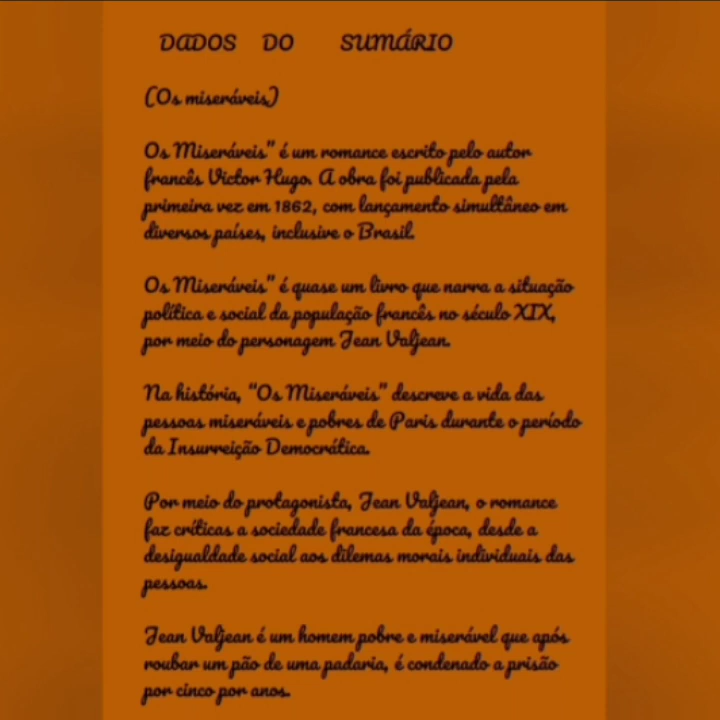 DADOS DO SUMÁRIO
(Os miseráveis)
Os Miseráveis" é um romance escrito pelo autor
francês Victor Hugo. A obra foi publicada pela
primeira vez em 1862, com lançamento simultâneo em
diversos países, inclusive o Brasil.
Os Miseráveis" é quase um livro que narra a situação
política e social da população francês no século XIX,
por meio do personagem Jean Valjean.
Na história, "Os Miseráveis" descreve a vida das
pessoas miseráveis e pobres de Paris durante o período
da Insurreição Democrática.
Por meio do protagonista, Jean Valjean, o romance
faz críticas a sociedade francesa da época, desde a
desigualdade social aos dilemas morais individuais das
pessoas.
Jean Valjean é um homem pobre e miserável que após
roubar um pão de uma padaria, é condenado a prisão
por cinco por anos.